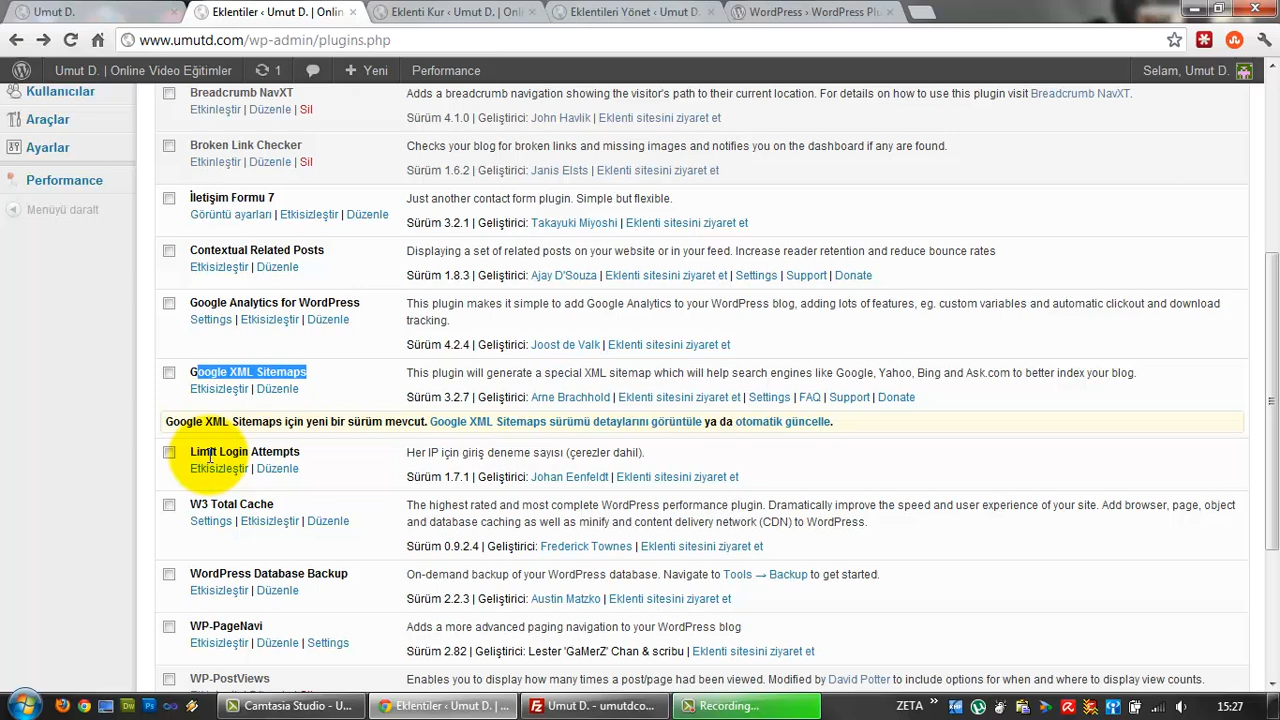 Umut D.
Eklentiler ‹ Umut D. | Onlin
Eklenti Kur ‹ Umut D. | Onl
Eklentileri Yönet ‹ Umut D.
WordPress › WordPress Plu
www.umutd.com/wp-admin/plugins.php
Umut D. | Online Video Eğitimler
1
Yeni
Performance
Selam, Umut D.
Kullanıcılar
Araçlar
Ayarlar
Performance
Menüyü daralt
Breadcrumb NavXT
Adds a breadcrumb navigation showing the visitor's path to their current location. For details on how to use this plugin visit Breadcrumb NavXT.
Etkinleştir | Düzenle | Sil
Sürüm 4.1.0 | Geliştirici: John Havlik | Eklenti sitesini ziyaret et
Broken Link Checker
Checks your blog for broken links and missing images and notifies you on the dashboard if any are found.
Etkinleştir | Düzenle | Sil
Sürüm 1.6.2 | Geliştirici: Janis Elsts | Eklenti sitesini ziyaret et
İletişim Formu 7
Just another contact form plugin. Simple but flexible.
Görüntü ayarları | Etkisizleştir | Düzenle
Sürüm 3.2.1 | Geliştirici: Takayuki Miyoshi | Eklenti sitesini ziyaret et
Contextual Related Posts
Displaying a set of related posts on your website or in your feed. Increase reader retention and reduce bounce rates
Etkisizleştir | Düzenle
Sürüm 1.8.3 | Geliştirici: Ajay D'Souza | Eklenti sitesini ziyaret et | Settings | Support | Donate
Google Analytics for WordPress
This plugin makes it simple to add Google Analytics to your WordPress blog, adding lots of features, eg. custom variables and automatic clickout and download
tracking.
Settings | Etkisizleştir | Düzenle
Sürüm 4.2.4 | Geliştirici: Joost de Valk | Eklenti sitesini ziyaret et
Google XML Sitemaps
This plugin will generate a special XML sitemap which will help search engines like Google, Yahoo, Bing and Ask.com to better index your blog.
Etkisizleştir | Düzenle
Sürüm 3.2.7 | Geliştirici: Arne Brachhold | Eklenti sitesini ziyaret et | Settings | FAQ | Support | Donate
Google XML Sitemaps için yeni bir sürüm mevcut. Google XML Sitemaps sürümü detaylarını görüntüle ya da otomatik güncelle.
Limit Login Attempts
Her IP için giriş deneme sayısı (çerezler dahil).
Etkisizleştir | Düzenle
Sürüm 1.7.1 | Geliştirici: Johan Eenfeldt | Eklenti sitesini ziyaret et
W3 Total Cache
The highest rated and most complete WordPress performance plugin. Dramatically improve the speed and user experience of your site. Add browser, page, object
and database caching as well as minify and content delivery network (CDN) to WordPress.
Settings | Etkisizleştir | Düzenle
Sürüm 0.9.2.4 | Geliştirici: Frederick Townes | Eklenti sitesini ziyaret et
WordPress Database Backup
On-demand backup of your WordPress database. Navigate to Tools → Backup to get started.
Etkisizleştir | Düzenle
Sürüm 2.2.3 | Geliştirici: Austin Matzko | Eklenti sitesini ziyaret et
WP-PageNavi
Adds a more advanced paging navigation to your WordPress blog
Etkisizleştir | Düzenle | Settings
Sürüm 2.82 | Geliştirici: Lester 'GaMerZ' Chan & scribu | Eklenti sitesini ziyaret et
WP-PostViews
Enables you to display how many times a post/page had been viewed. Modified by David Potter to include options for when and where to display view counts.
Camtasia Studio - U...
Eklentiler ‹ Umut D. | ...
Umut D. - umutdco...
Recording...
ZETA
15:27